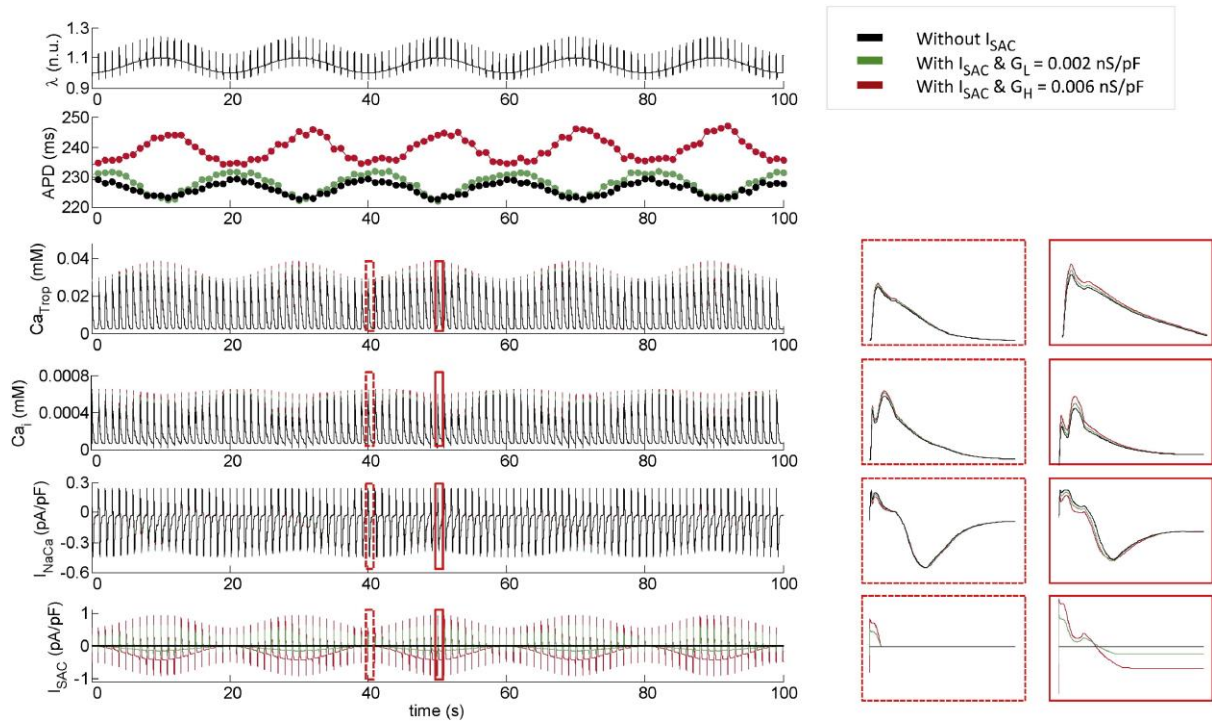 Without I_SAC
With I_SAC & G_L = 0.002 nS/pF
With I_SAC & G_H = 0.006 nS/pF
λ (n.u.)
1.3
1.1
0.9
0 20 40 60 80 100
APD (ms)
250
240
230
220
0 20 40 60 80 100
Ca_Trop (mM)
0.04
0.02
0
0 20 40 60 80 100
Ca_i (mM)
0.0008
0.0004
0
0 20 40 60 80 100
I_NaCa (pA/pF)
0.3
0
-0.3
-0.6
0 20 40 60 80 100
I_SAC (pA/pF)
1
0
1
0 20 40 60 80 100
time (s)